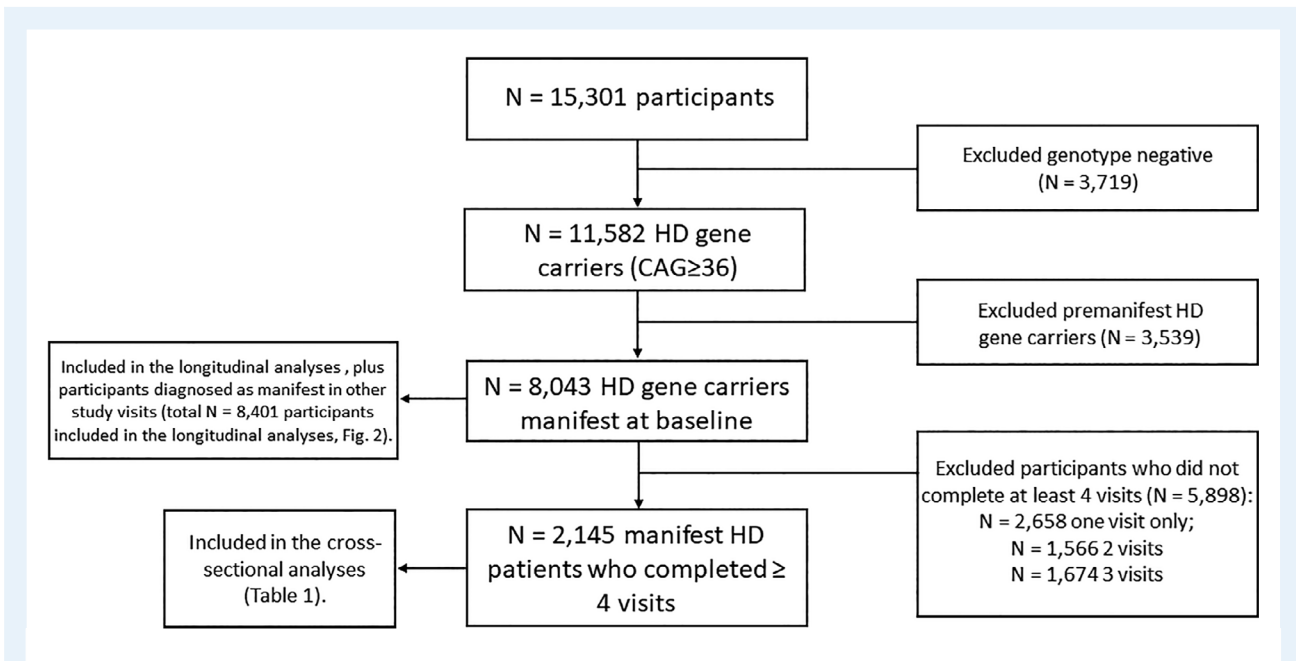 N = 15,301 participants
Excluded genotype negative
(N = 3,719)
N = 11,582 HD gene
carriers (CAG≥36)
Excluded premanifest HD
gene carriers (N = 3,539)
Included in the longitudinal analyses , plus
participants diagnosed as manifest in other
study visits (total N = 8,401 participants
included in the longitudinal analyses, Fig. 2).
N = 8,043 HD gene carriers
manifest at baseline
Excluded participants who did not
complete at least 4 visits (N = 5,898):
N = 2,658 one visit only;
N = 1,566 2 visits
N = 1,674 3 visits
Included in the cross-
sectional analyses
(Table 1).
N = 2,145 manifest HD
patients who completed ≥
4 visits